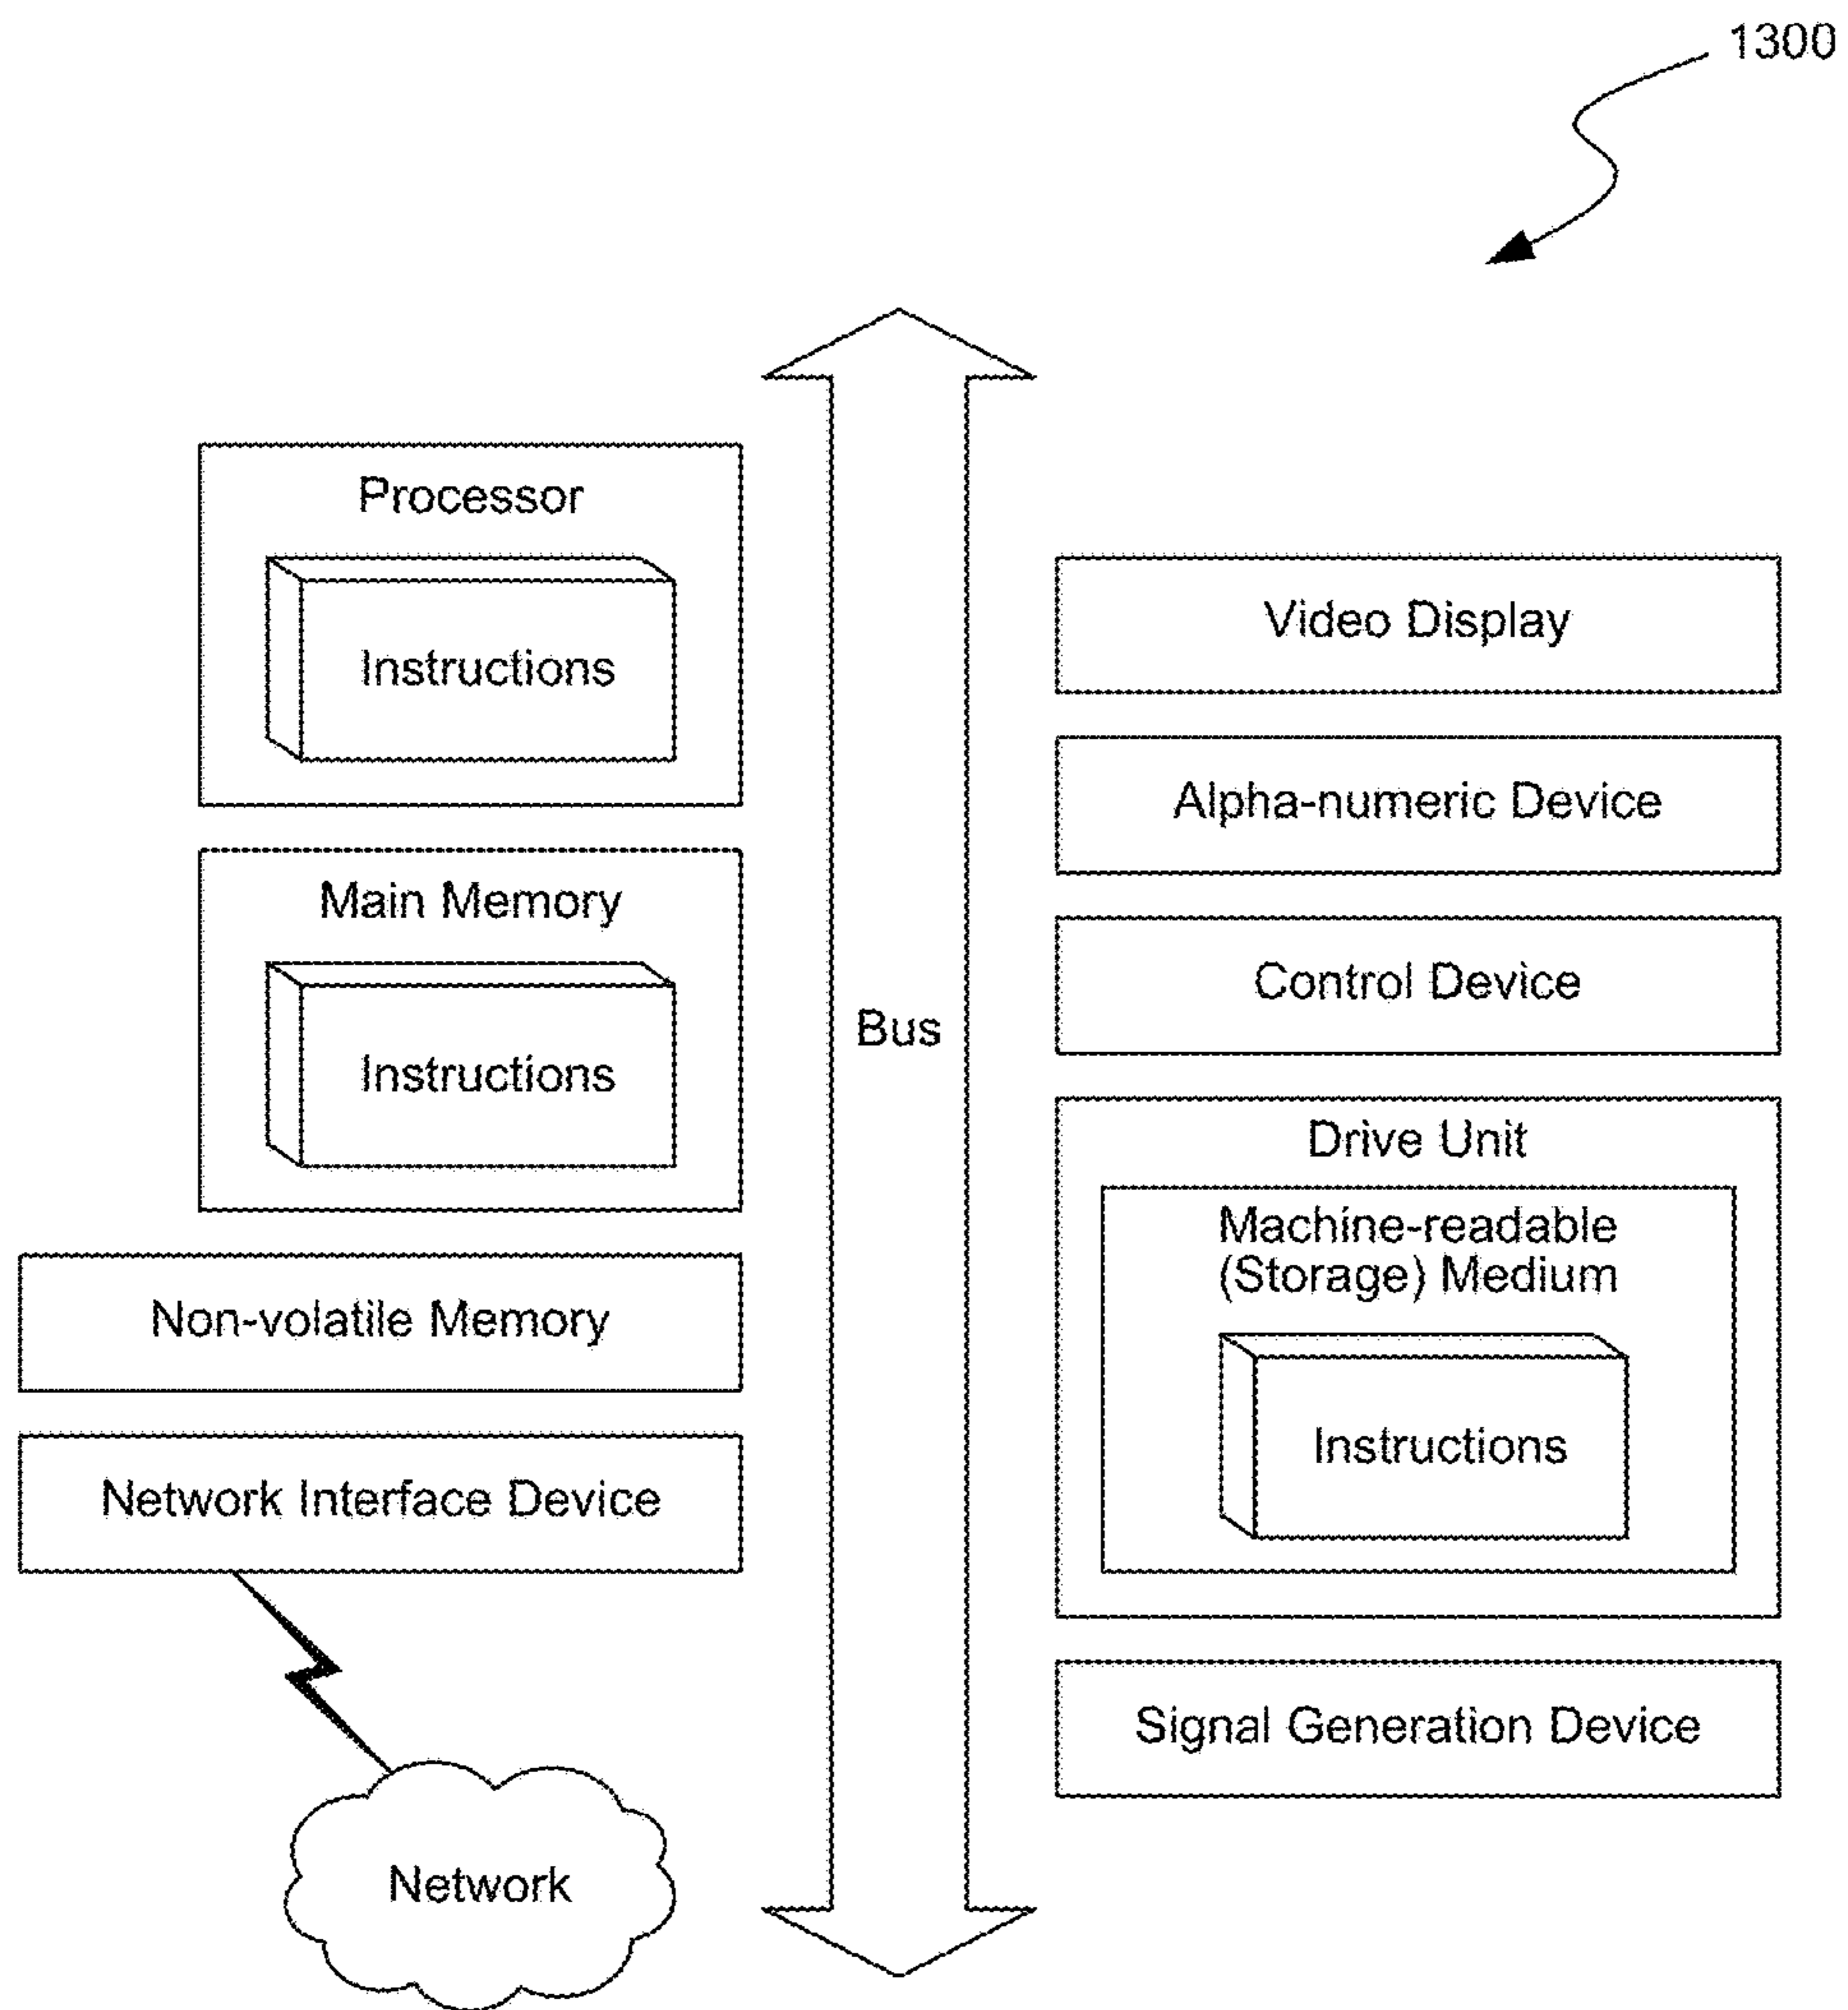 1300
Processor
Instructions
Main Memory
Instructions
Non-volatile Memory
Network Interface Device
Network
Bus
Video Display
Alpha-numeric Device
Control Device
Drive Unit
Machine-readable
(Storage) Medium
Instructions
Signal Generation Device